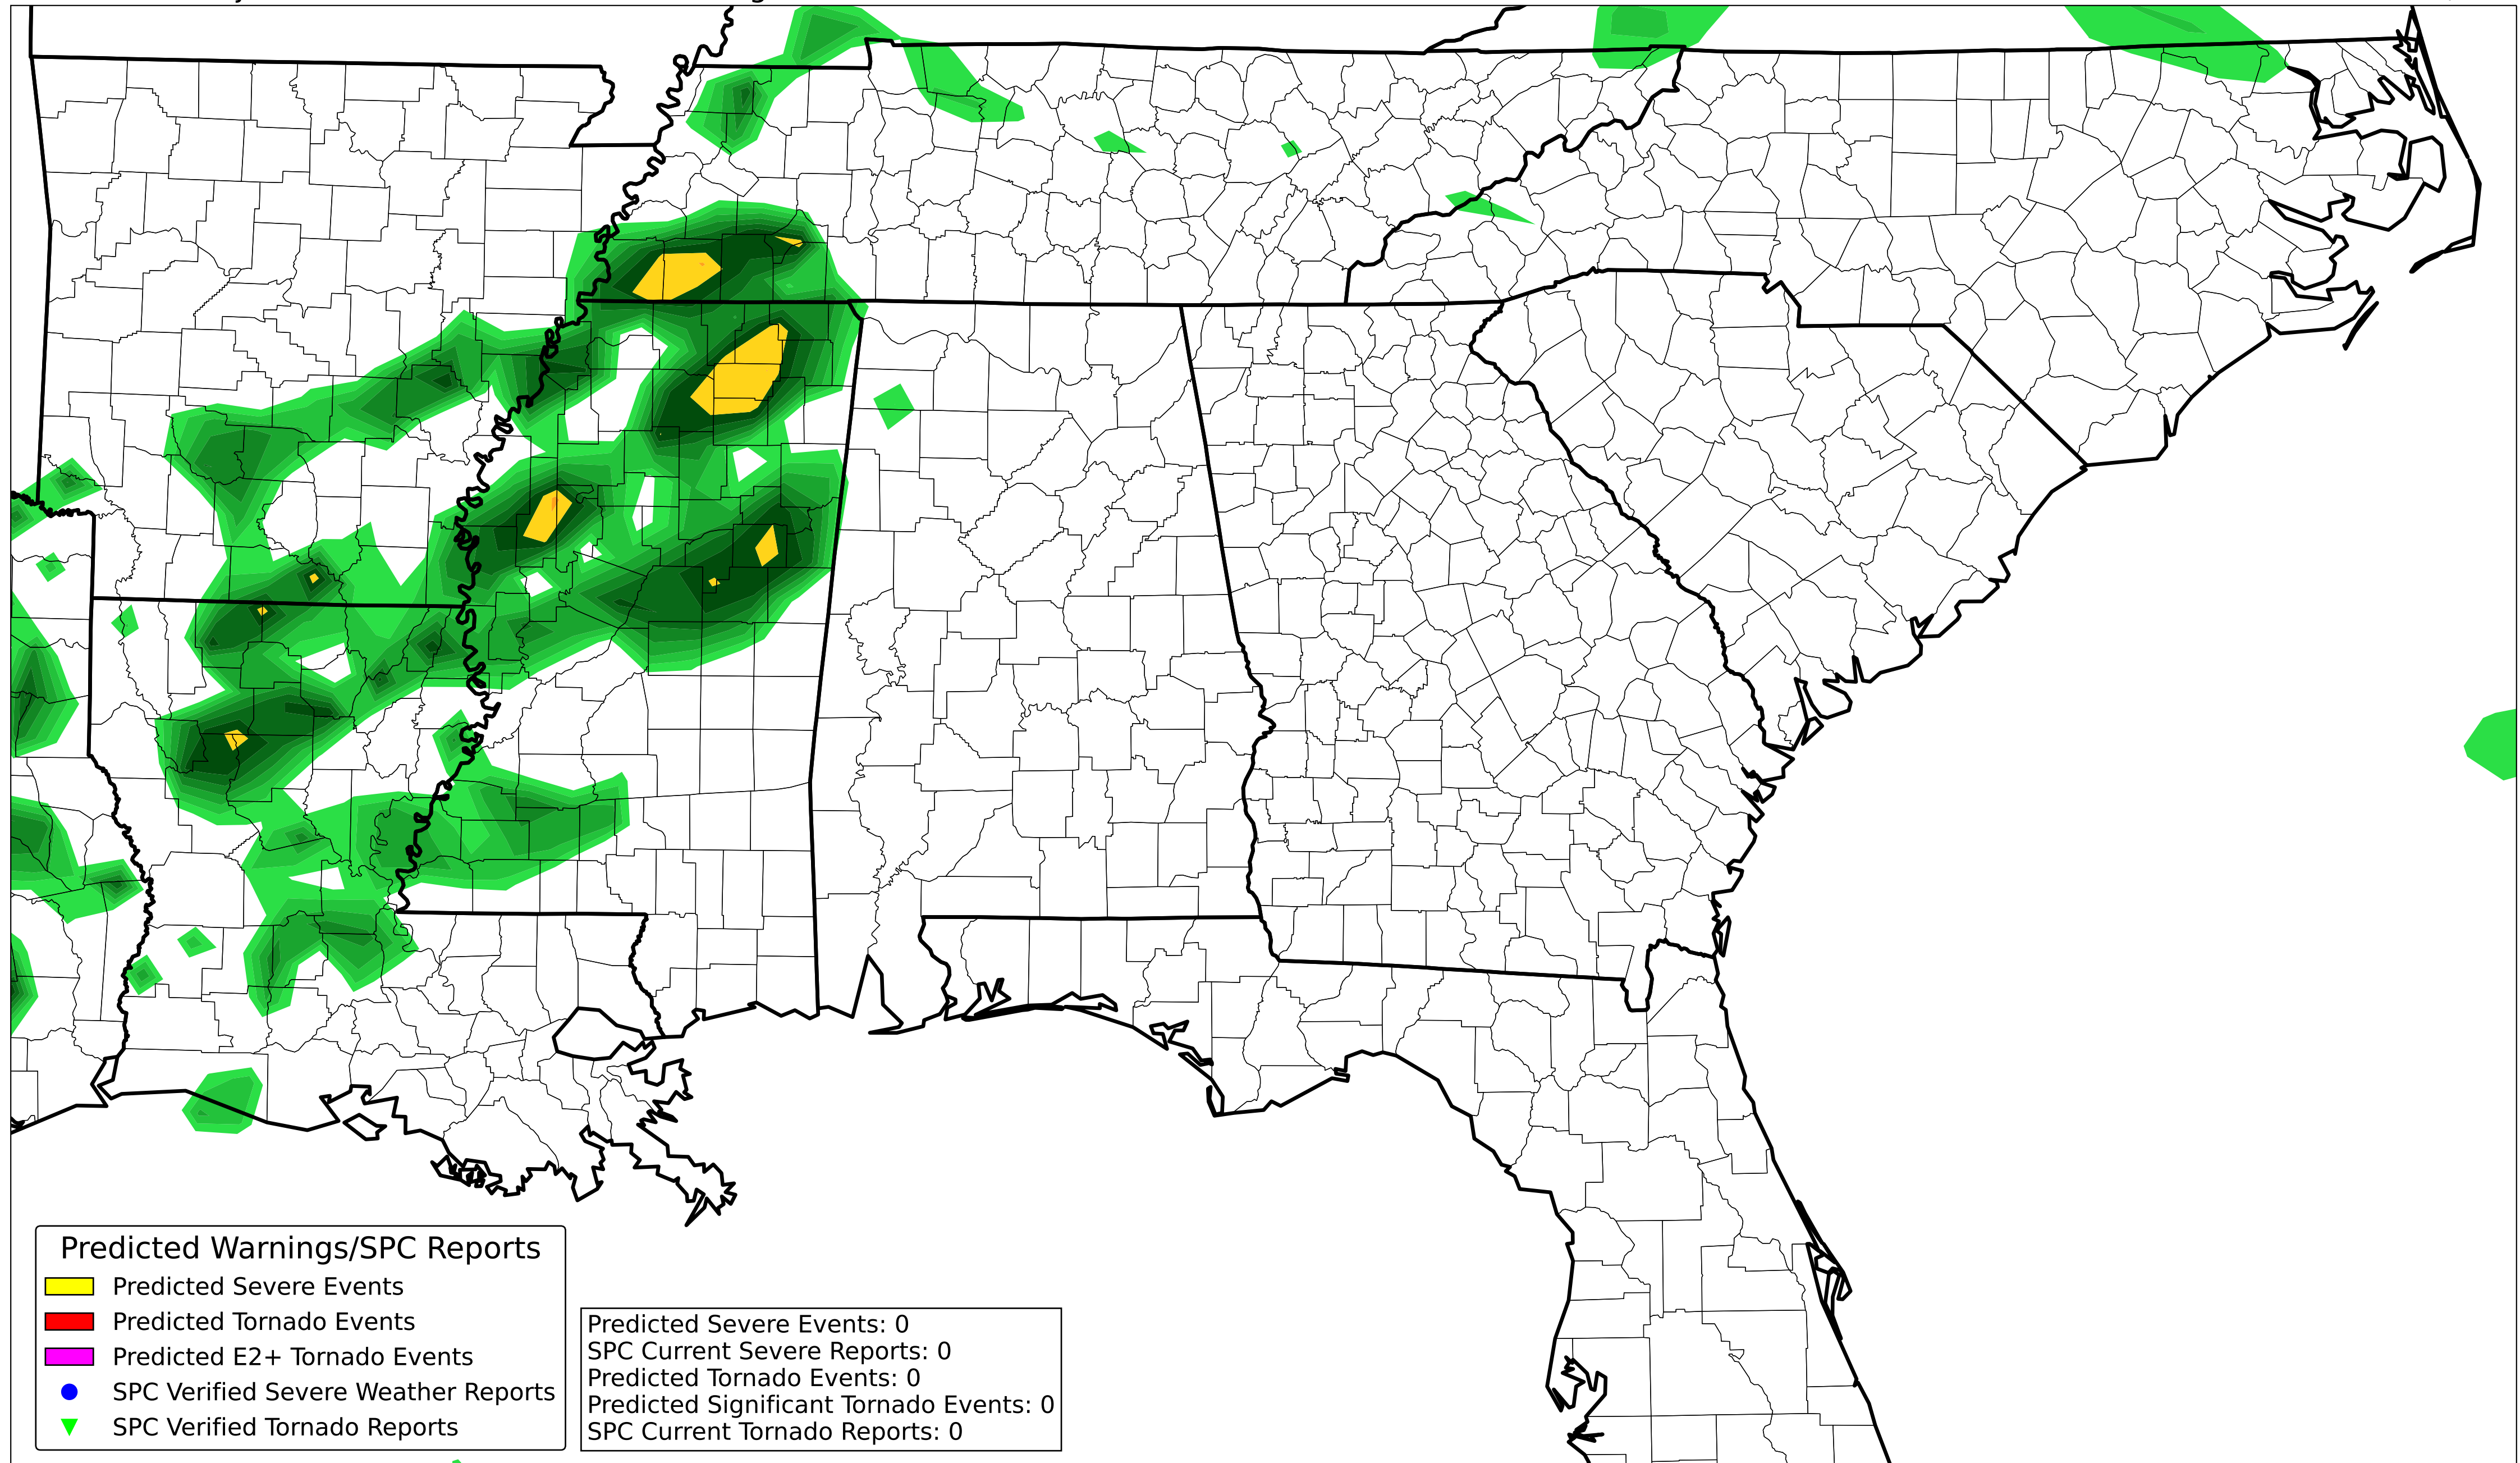 Predicted Warnings/SPC Reports
Predicted Severe Events
Predicted Tornado Events
Predicted E2+ Tornado Events
SPC Verified Severe Weather Reports
SPC Verified Tornado Reports
Predicted Severe Events: 0
SPC Current Severe Reports: 0
Predicted Tornado Events: 0
Predicted Significant Tornado Events: 0
SPC Current Tornado Reports: 0